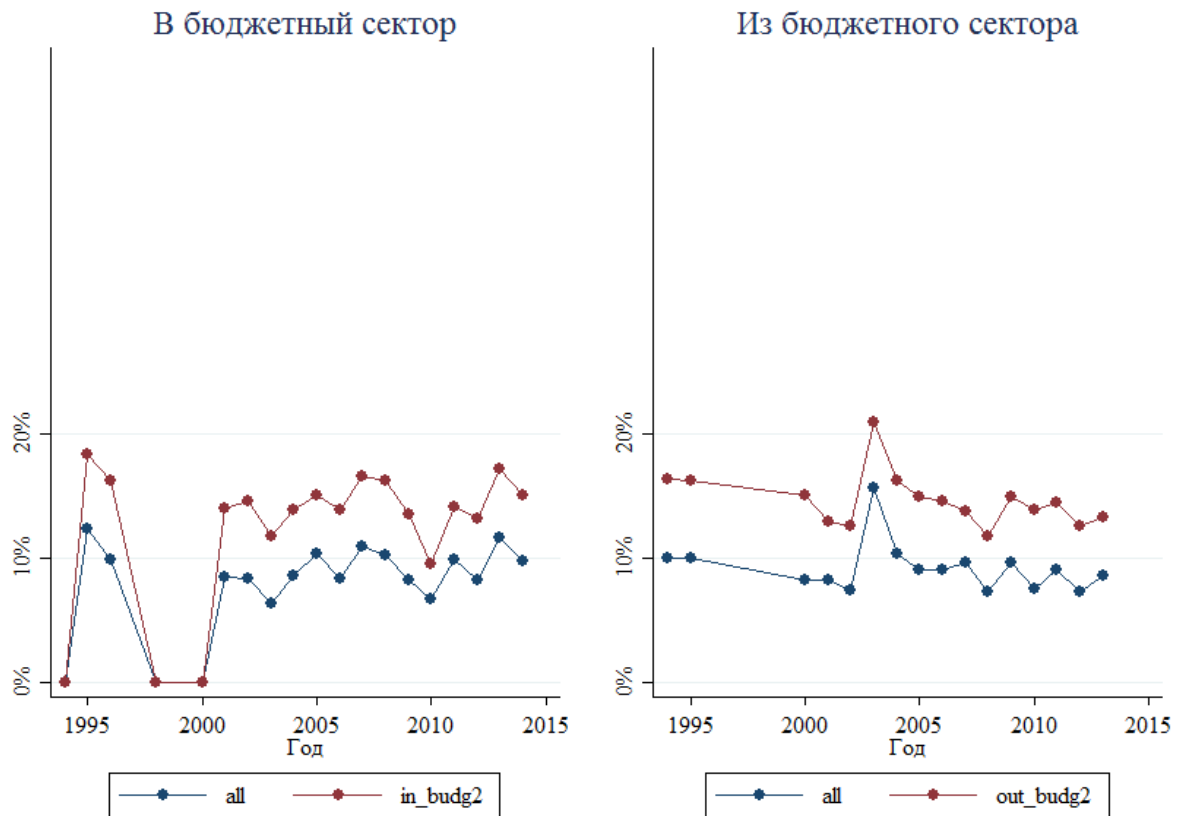 В бюджетный сектор
20%
10%
0%
1995 2000 2005 2010 2015
Год
all in_budg2
Из бюджетного сектора
20%
10%
0%
1995 2000 2005 2010 2015
Год
all out_budg2